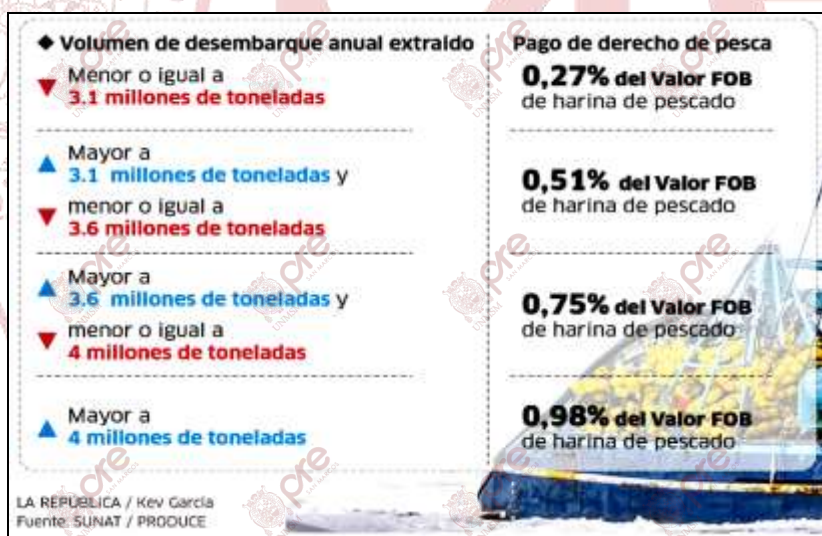 ◆ Volumen de desembarque anual extraído
Pago de derecho de pesca
Menor o igual a
3.1 millones de toneladas
0,27% del Valor FOB
de harina de pescado
Mayor a
3.1 millones de toneladas y
menor o igual a
3.6 millones de toneladas
0,51% del Valor FOB
de harina de pescado
Mayor a
3.6 millones de toneladas y
menor o igual a
4 millones de toneladas
0,75% del Valor FOB
de harina de pescado
Mayor a
4 millones de toneladas
0,98% del Valor FOB
de harina de pescado
LA REPÚBLICA / Kev García
Fuente: SUNAT / PRODUCE